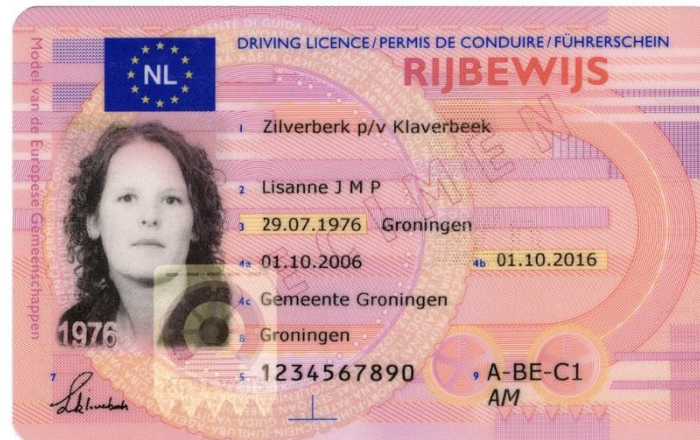 DRIVING LICENCE/PERMIS DE CONDUIRE/FÜHRERSCHEIN
RIJBEWIJS
NL
Model van de Europese Gemeenschappen
1 Zilverberk p/v Klaverbeek
2 Lisanne J M P
3 29.07.1976 Groningen
4a 01.10.2006 4b 01.10.2016
4c Gemeente Groningen
8 Groningen
5 1234567890 9 A-BE-C1
AM
1976
7
SPECIMEN